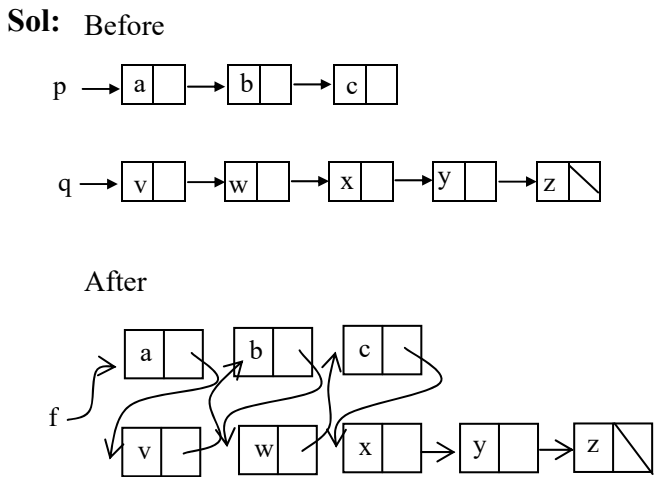 Sol: Before
p a b c
q v w x y z
After
a b c
f
v w x y z